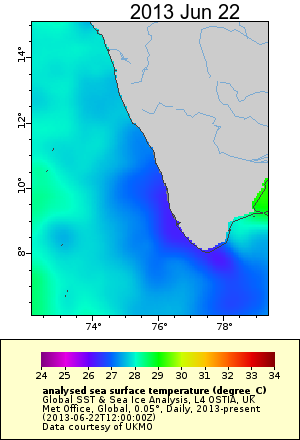 2013 Jun 22
14°
12°
10°
8°
74° 76° 78°
24 25 26 27 28 29 30 31 32 33 34
analysed sea surface temperature (degree_C)
Global SST & Sea Ice Analysis, L4 OSTIA, UK
Met Office, Global, 0.05°, Daily, 2013-present
(2013-06-22T12:00:00Z)
Data courtesy of UKMO